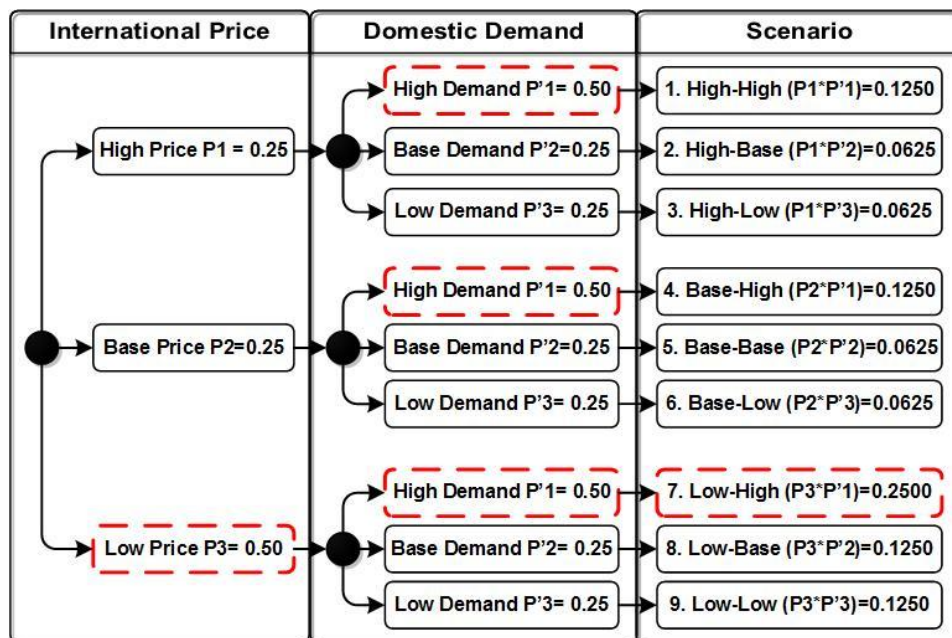 International Price
Domestic Demand
Scenario
High Demand P'1= 0.50
1. High-High (P1*P'1)=0.1250
High Price P1 = 0.25
Base Demand P'2=0.25
2. High-Base (P1*P'2)=0.0625
Low Demand P'3= 0.25
3. High-Low (P1*P'3)=0.0625
High Demand P'1= 0.50
4. Base-High (P2*P'1)=0.1250
Base Price P2=0.25
Base Demand P'2=0.25
5. Base-Base (P2*P'2)=0.0625
Low Demand P'3= 0.25
6. Base-Low (P2*P'3)=0.0625
High Demand P'1= 0.50
7. Low-High (P3*P'1)=0.2500
Low Price P3= 0.50
Base Demand P'2= 0.25
8. Low-Base (P3*P'2)=0.1250
Low Demand P'3= 0.25
9. Low-Low (P3*P'3)=0.1250